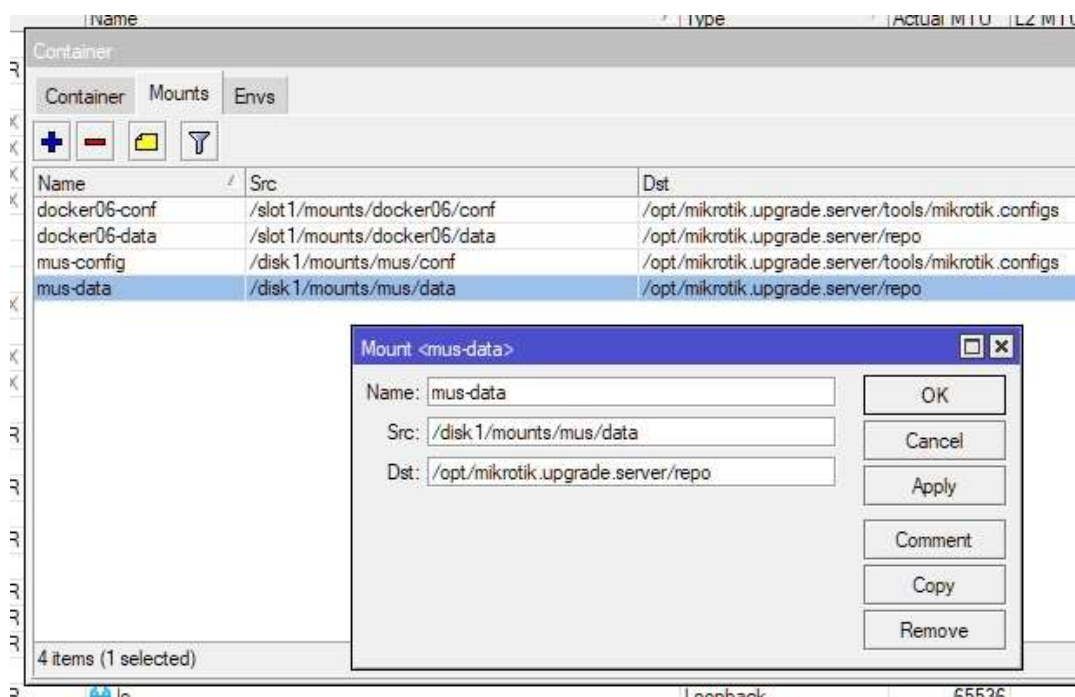 Name Type Actual MTU L2 MTU
Container
Container Mounts Envs
Name Src Dst
docker06-conf /slot1/mounts/docker06/conf /opt/mikrotik.upgrade.server/tools/mikrotik.configs
docker06-data /slot1/mounts/docker06/data /opt/mikrotik.upgrade.server/repo
mus-config /disk1/mounts/mus/conf /opt/mikrotik.upgrade.server/tools/mikrotik.configs
mus-data /disk1/mounts/mus/data /opt/mikrotik.upgrade.server/repo
Mount <mus-data>
Name: mus-data
Src: /disk1/mounts/mus/data
Dst: /opt/mikrotik.upgrade.server/repo
OK
Cancel
Apply
Comment
Copy
Remove
4 items (1 selected)
lo Loopback 65536